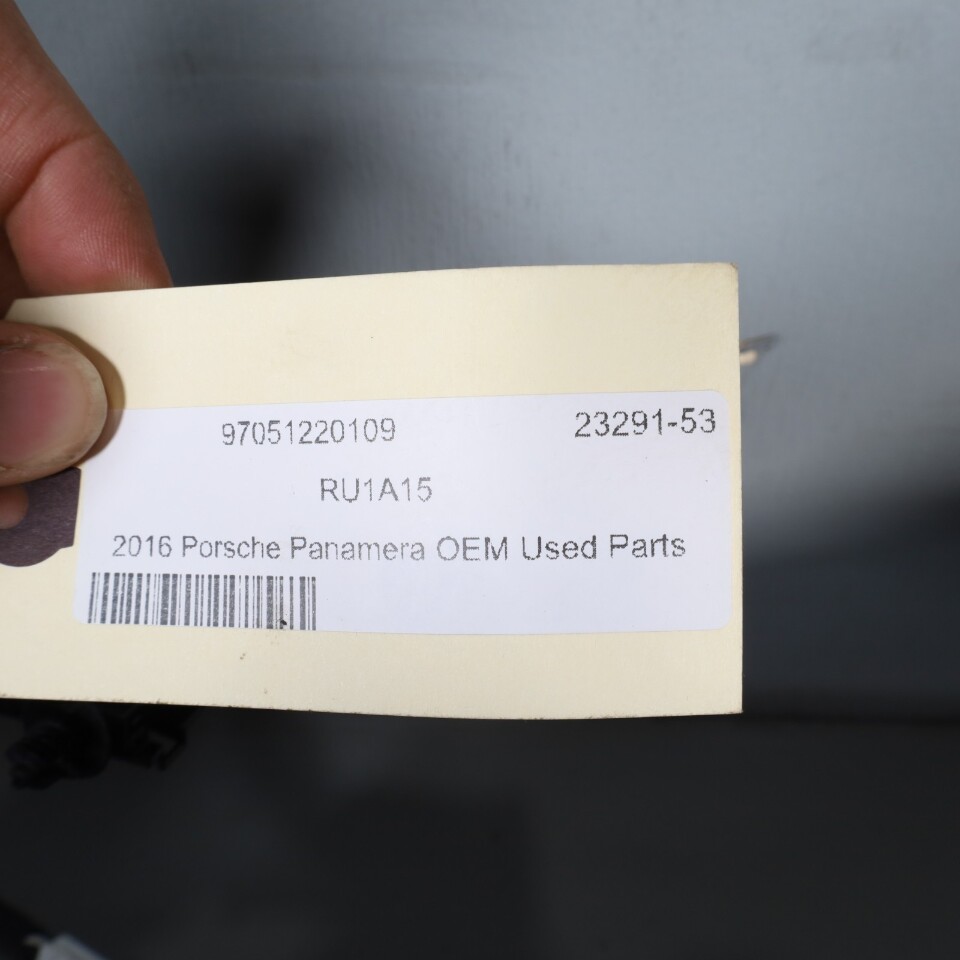 97051220109 23291-53
RU1A15
2016 Porsche Panamera OEM Used Parts